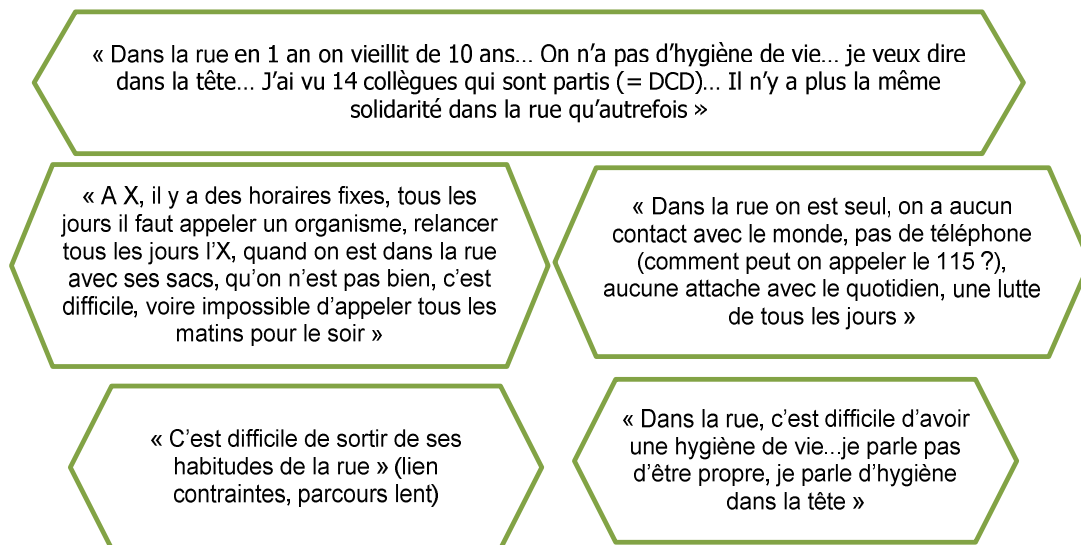 « Dans la rue en 1 an on vieillit de 10 ans... On n'a pas d'hygiène de vie... je veux dire
dans la tête... J'ai vu 14 collègues qui sont partis (= DCD)... Il n'y a plus la même
solidarité dans la rue qu'autrefois »
« A X, il y a des horaires fixes, tous les
jours il faut appeler un organisme, relancer
tous les jours l'X, quand on est dans la rue
avec ses sacs, qu'on n'est pas bien, c'est
difficile, voire impossible d'appeler tous les
matins pour le soir »
« Dans la rue on est seul, on a aucun
contact avec le monde, pas de téléphone
(comment peut on appeler le 115 ?),
aucune attache avec le quotidien, une lutte
de tous les jours »
« C'est difficile de sortir de ses
habitudes de la rue » (lien
contraintes, parcours lent)
« Dans la rue, c'est difficile d'avoir
une hygiène de vie...je parle pas
d'être propre, je parle d'hygiène
dans la tête »